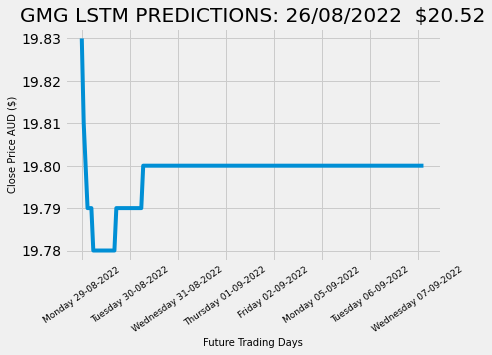 GMG LSTM PREDICTIONS: 26/08/2022  $20.52
19.83
19.82
19.81
19.80
19.79
19.78
Close Price AUD ($)
Monday 29-08-2022
Tuesday 30-08-2022
Wednesday 31-08-2022
Thursday 01-09-2022
Friday 02-09-2022
Monday 05-09-2022
Tuesday 06-09-2022
Wednesday 07-09-2022
Future Trading Days